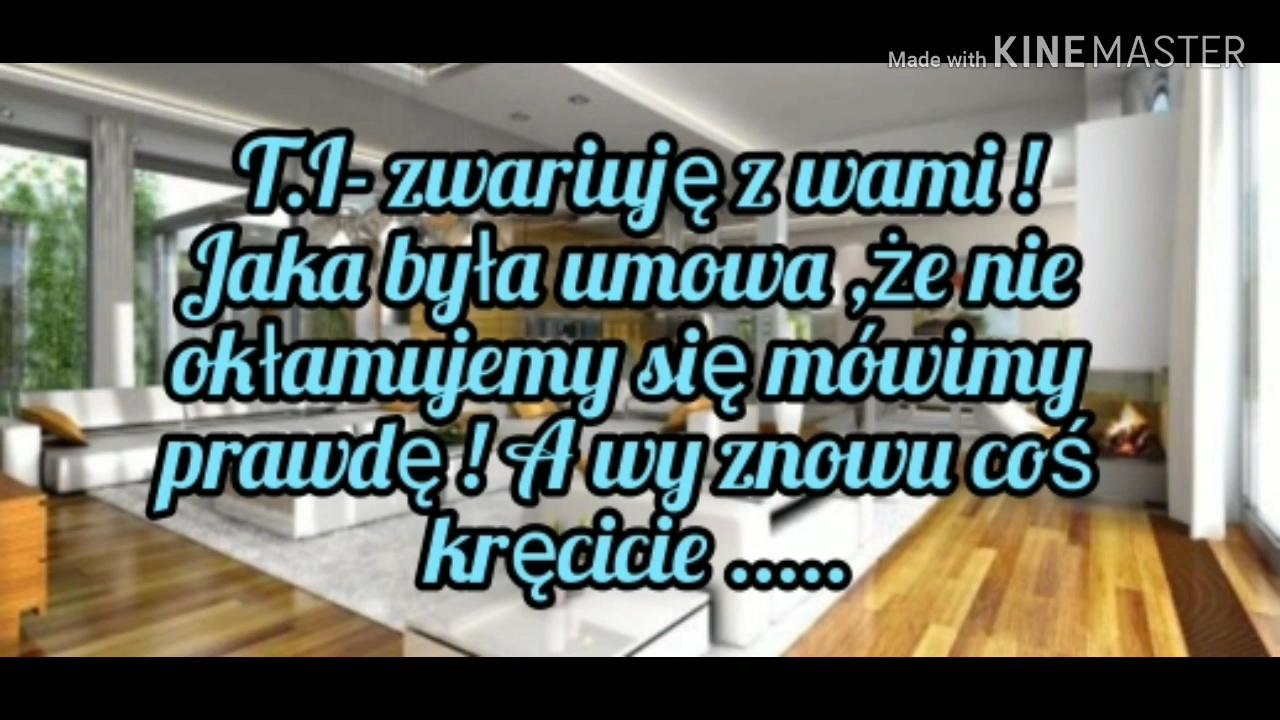 Made with KINEMASTER
T.I- zwariuję z wami !
Jaka była umowa ,że nie
okłamujemy się mówimy
prawdę ! A wy znowu coś
kręcicie .....